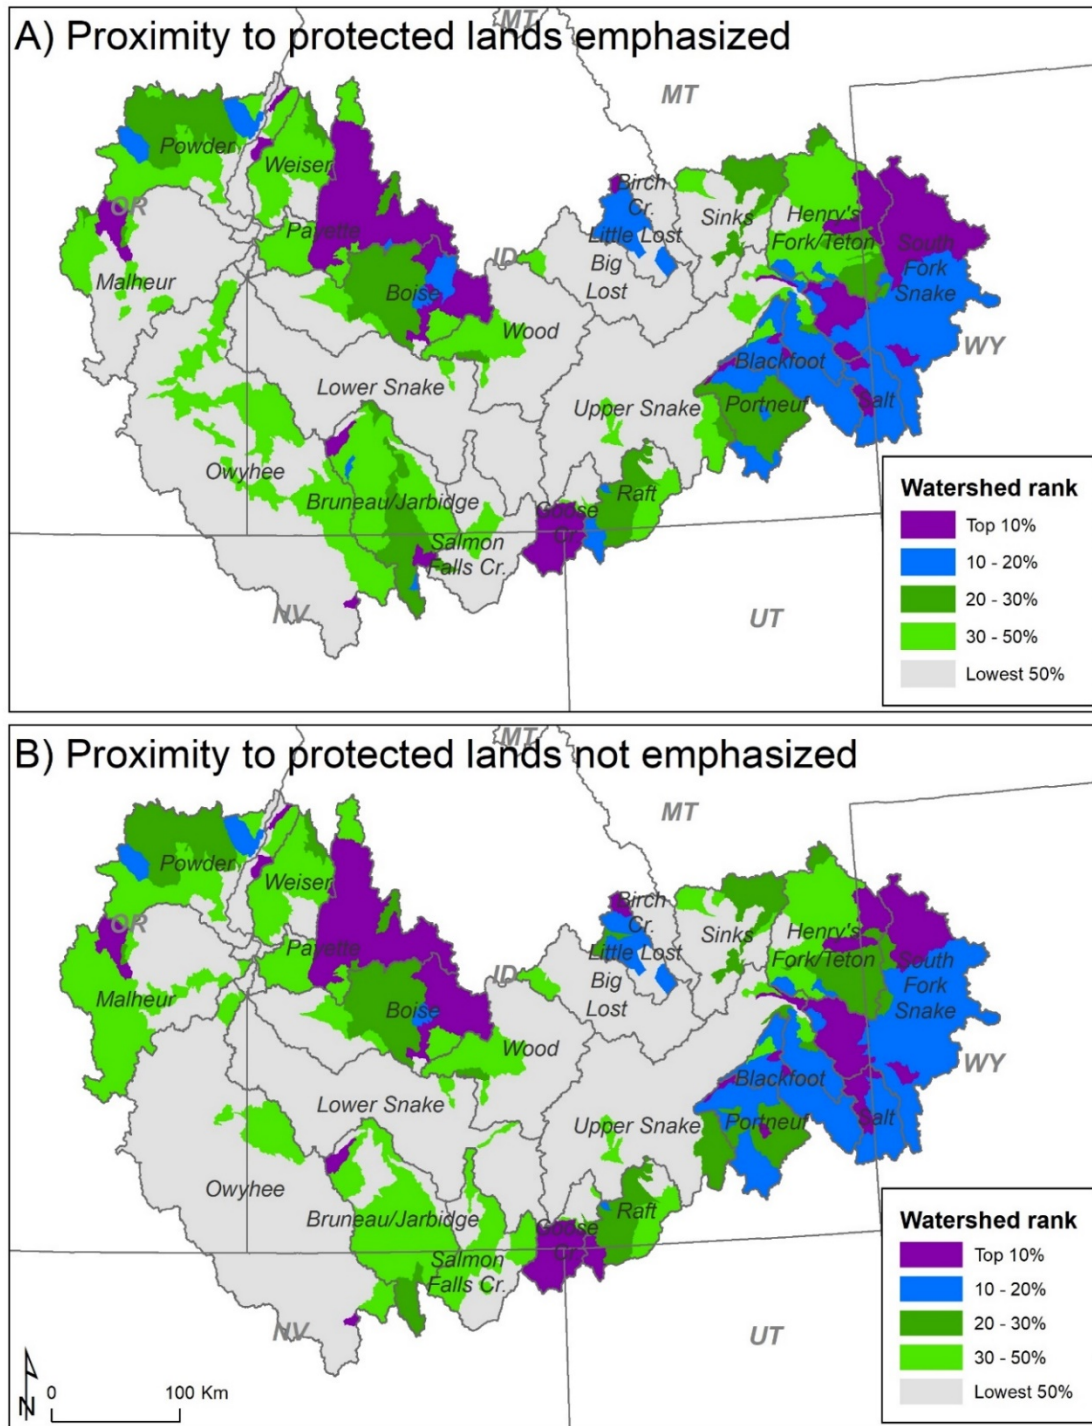 A) Proximity to protected lands emphasized
MT
MT
Powder
Weiser
Birch
Cr.
Sinks
Henry's
OR
Payette
Little Lost
Fork/Teton
South
ID
Big
Lost
Fork
Snake
Malheur
Boise
Wood
WY
Blackfoot
Lower Snake
Portneuf
Salt
Upper Snake
Owyhee
Bruneau/Jarbidge
Raft
Goose
Cr.
Salmon
Falls Cr.
NV
UT
Watershed rank
Top 10%
10 - 20%
20 - 30%
30 - 50%
Lowest 50%
B) Proximity to protected lands not emphasized
MT
MT
Powder
Weiser
Birch
Cr.
Sinks
Henry's
OR
Payette
Little Lost
Fork/Teton
South
ID
Big
Lost
Fork
Snake
Malheur
Boise
Wood
WY
Blackfoot
Lower Snake
Portneuf
Salt
Upper Snake
Owyhee
Bruneau/Jarbidge
Raft
Goose
Cr.
Salmon
Falls Cr.
NV
UT
Watershed rank
Top 10%
10 - 20%
20 - 30%
30 - 50%
Lowest 50%
N
0 100 Km